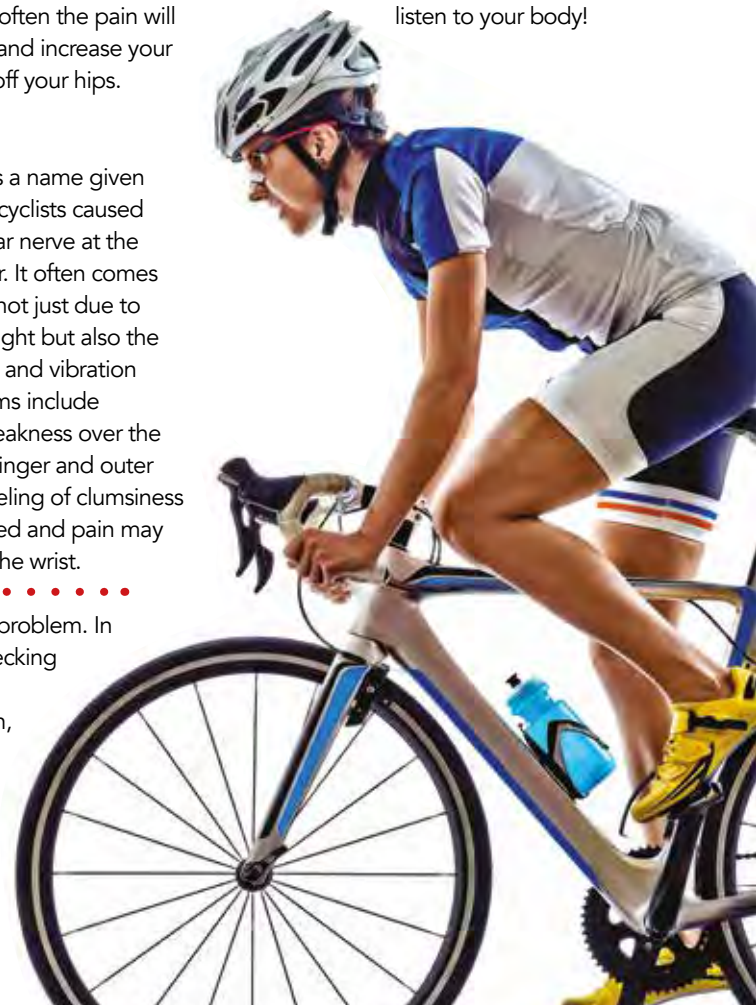 often the pain will
and increase your
off your hips.
s a name given
cyclists caused
ar nerve at the
r. It often comes
not just due to
ght but also the
and vibration
ms include
eakness over the
inger and outer
eling of clumsiness
ed and pain may
he wrist.
problem. In
ecking
n,
listen to your body!